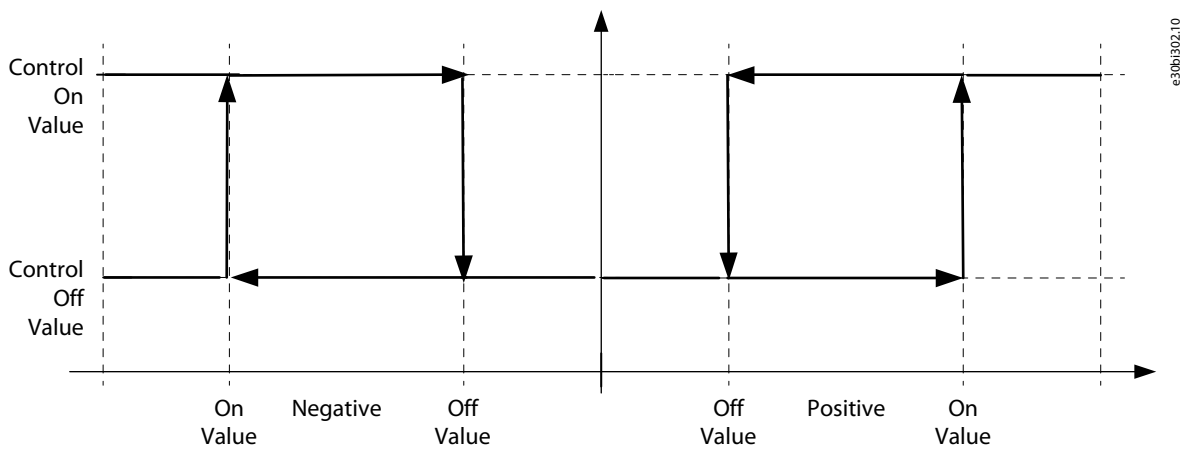 e30bi302.10
Control
On
Value
Control
Off
Value
On
Value
Negative
Off
Value
Off
Value
Positive
On
Value